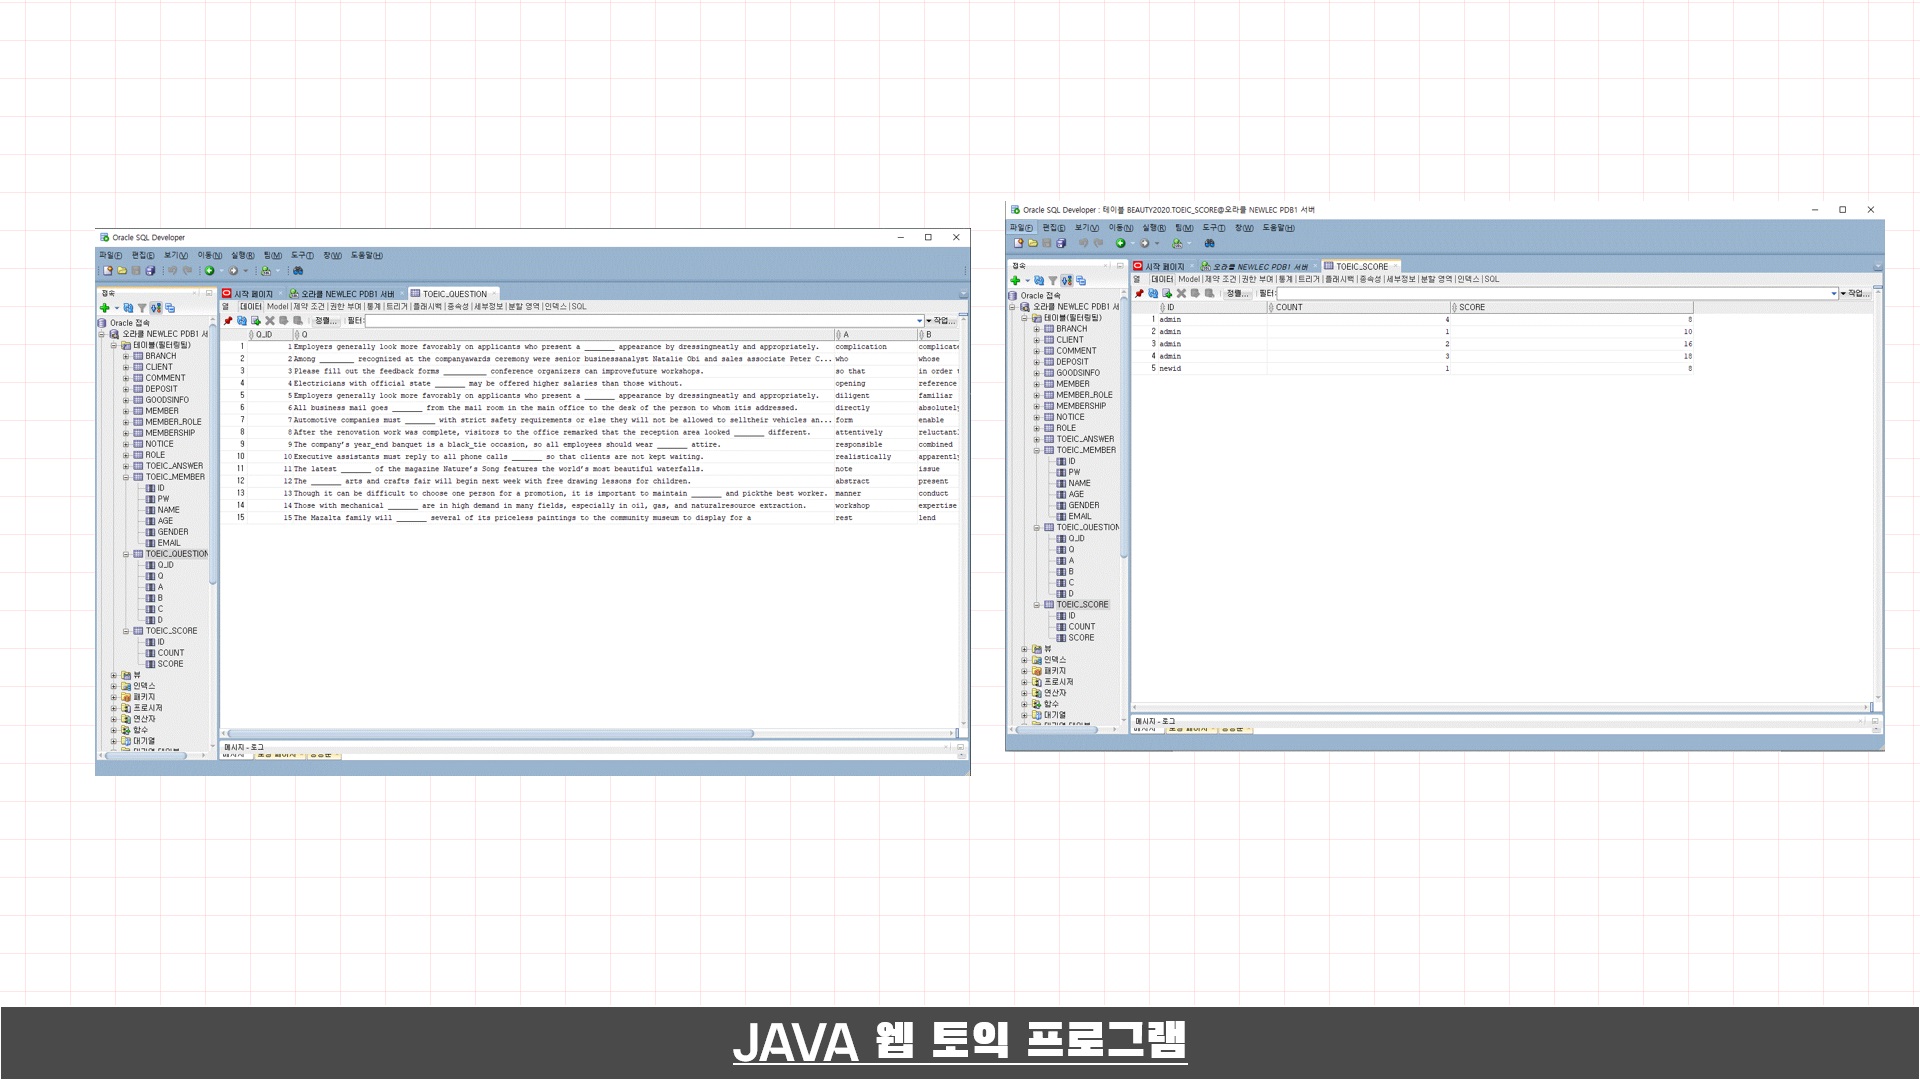 Oracle SQL Developer
파일(F) 편집(E) 보기(V) 이동(N) 실행(R) 팀(M) 도구(T) 창(W) 도움말(H)
접속
시작 페이지 오라클 NEWLEC PDB1 서버 TOEIC_QUESTION
열 데이터 Model 제약 조건 권한 부여 통계 트리거 플래시백 종속성 세부정보 분할 영역 인덱스 SQL
정렬... 필터: 작업...
Oracle 접속
오라클 NEWLEC PDB1 서
테이블(필터링됨)
BRANCH
CLIENT
COMMENT
DEPOSIT
GOODSINFO
MEMBER
MEMBER_ROLE
MEMBERSHIP
NOTICE
ROLE
TOEIC_ANSWER
TOEIC_MEMBER
ID
PW
NAME
AGE
GENDER
EMAIL
TOEIC_QUESTION
Q_ID
Q
A
B
C
D
TOEIC_SCORE
ID
COUNT
SCORE
뷰
인덱스
패키지
프로시저
연산자
함수
대기열
Q_ID Q A B
1 1 Employers generally look more favorably on applicants who present a ______ appearance by dressingneatly and appropriately. complication complicate
2 2 Among _______ recognized at the companyawards ceremony were senior businessanalyst Natalie Obi and sales associate Peter C... who whose
3 3 Please fill out the feedback forms _________ conference organizers can improvefuture workshops. so that in order t
4 4 Electricians with official state ______ may be offered higher salaries than those without. opening reference
5 5 Employers generally look more favorably on applicants who present a ______ appearance by dressingneatly and appropriately. diligent familiar
6 6 All business mail goes ______ from the mail room in the main office to the desk of the person to whom itis addressed. directly absolutely
7 7 Automotive companies must ______ with strict safety requirements or else they will not be allowed to selltheir vehicles an... form enable
8 8 After the renovation work was complete, visitors to the office remarked that the reception area looked ______ different. attentively reluctant
9 9 The company's year_end banquet is a black_tie occasion, so all employees should wear ______ attire. responsible combined
10 10 Executive assistants must reply to all phone calls ______ so that clients are not kept waiting. realistically apparently
11 11 The latest ______ of the magazine Nature's Song features the world's most beautiful waterfalls. note issue
12 12 The ______ arts and crafts fair will begin next week with free drawing lessons for children. abstract present
13 13 Though it can be difficult to choose one person for a promotion, it is important to maintain ______ and pickthe best worker. manner conduct
14 14 Those with mechanical ______ are in high demand in many fields, especially in oil, gas, and naturalresource extraction. workshop expertise
15 15 The Mazalta family will ______ several of its priceless paintings to the community museum to display for a rest lend
메시지 - 로그
Oracle SQL Developer : 테이블 BEAUTY2020.TOEIC_SCORE@오라클 NEWLEC PDB1 서버
파일(F) 편집(E) 보기(V) 이동(N) 실행(R) 팀(M) 도구(T) 창(W) 도움말(H)
접속
시작 페이지 오라클 NEWLEC PDB1 서버 TOEIC_SCORE
열 데이터 Model 제약 조건 권한 부여 통계 트리거 플래시백 종속성 세부정보 분할 영역 인덱스 SQL
정렬... 필터: 작업...
Oracle 접속
오라클 NEWLEC PDB1 서
테이블(필터링됨)
BRANCH
CLIENT
COMMENT
DEPOSIT
GOODSINFO
MEMBER
MEMBER_ROLE
MEMBERSHIP
NOTICE
ROLE
TOEIC_ANSWER
TOEIC_MEMBER
ID
PW
NAME
AGE
GENDER
EMAIL
TOEIC_QUESTION
Q_ID
Q
A
B
C
D
TOEIC_SCORE
ID
COUNT
SCORE
뷰
인덱스
패키지
프로시저
연산자
함수
대기열
ID COUNT SCORE
1 admin 4 8
2 admin 1 10
3 admin 2 16
4 admin 3 18
5 newid 1 8
메시지 - 로그
JAVA 웹 토익 프로그램